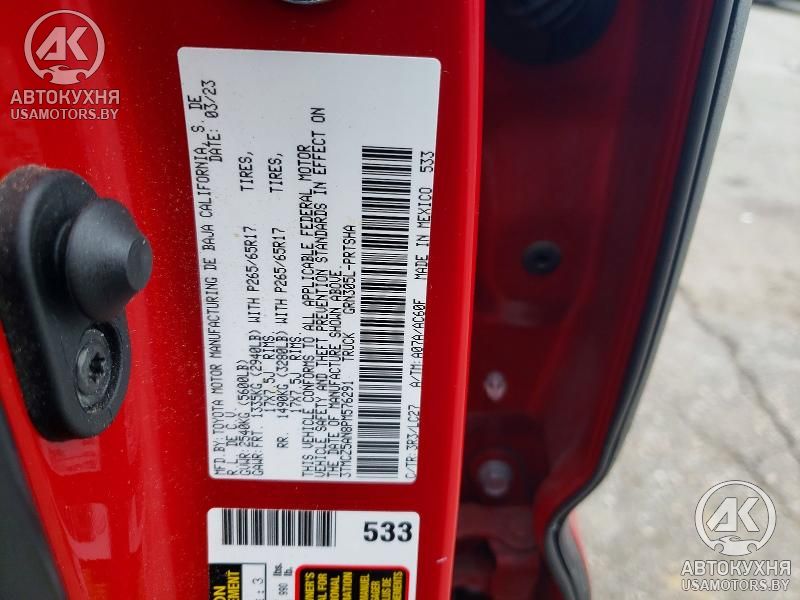 MFD.BY:TOYOTA MOTOR MANUFACTURING DE BAJA CALIFORNIA, S. DE
R.L. DE C.V. DATE: 03/23
GVWR: 2540KG (5600LB)
GAWR: FRT. 1335KG (2940LB) WITH P265/65R17 TIRES,
17X7.5J RIMS
RR. 1490KG (3280LB) WITH P265/65R17 TIRES,
17X7.5J RIMS
THIS VEHICLE CONFORMS TO ALL APPLICABLE FEDERAL MOTOR
VEHICLE SAFETY AND THEFT PREVENTION STANDARDS IN EFFECT ON
THE DATE OF MANUFACTURE SHOWN ABOVE.
3TMCZ5AN8PM576291 TRUCK GRN305L-PRTSHA
C/TR:3R3/LC27 A/TM:A07A/AC60F MADE IN MEXICO 533
533
AK
АВТОКУХНЯ
USAMOTORS.BY
AK
АВТОКУХНЯ
USAMOTORS.BY